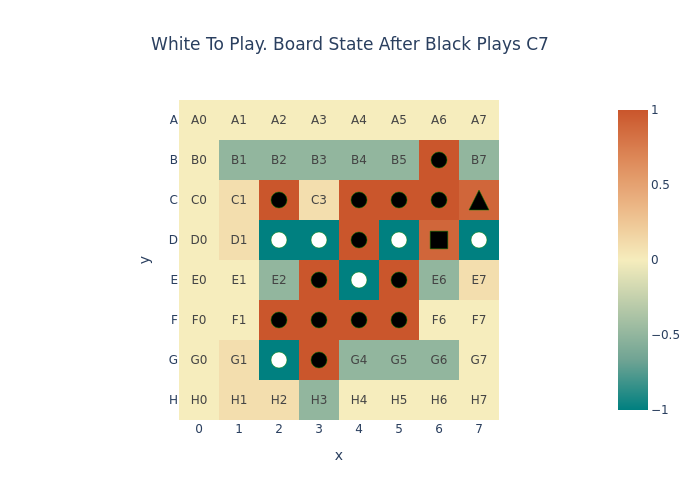 White To Play. Board State After Black Plays C7
A A0 A1 A2 A3 A4 A5 A6 A7
B B0 B1 B2 B3 B4 B5 B7
C C0 C1 C3
D D0 D1
E E0 E1 E2 E6 E7
F F0 F1 F6 F7
G G0 G1 G4 G5 G6 G7
H H0 H1 H2 H3 H4 H5 H6 H7
0 1 2 3 4 5 6 7
x
y
1
0.5
0
−0.5
−1